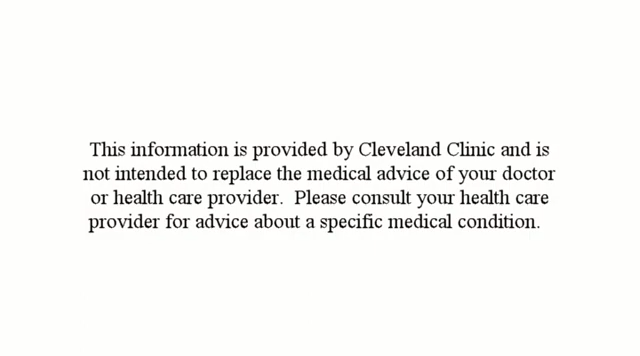 This information is provided by Cleveland Clinic and is
not intended to replace the medical advice of your doctor
or health care provider.  Please consult your health care
provider for advice about a specific medical condition.